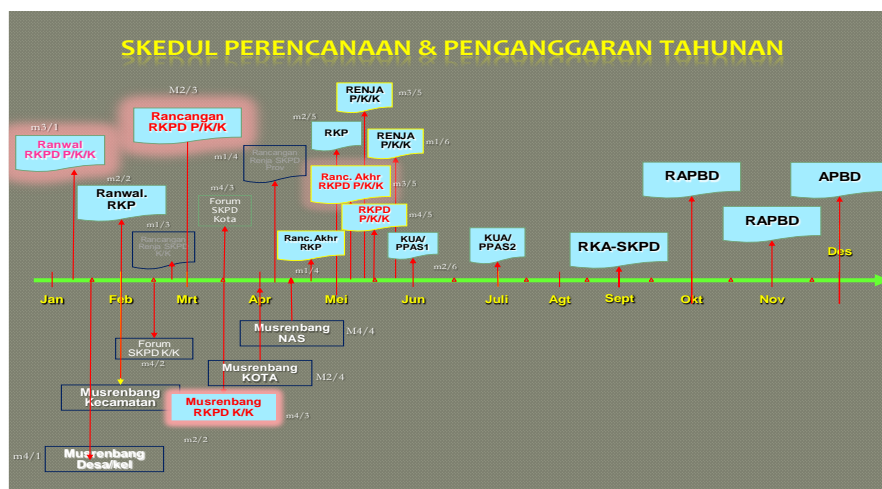 SKEDUL PERENCANAAN & PENGANGGARAN TAHUNAN
m3/1
Ranwal
RKPD P/K/K
M2/3
Rancangan
RKPD P/K/K
m2/2
Ranwal.
RKP
m1/3
Rancangan
Renja SKPD
K/K
m4/3
Forum
SKPD
Kota
m1/4
Rancangan
Renja SKPD
Prov
m2/5
RKP
RENJA
P/K/K
m3/5
RENJA
P/K/K
m1/6
Ranc. Akhr
RKPD P/K/K
m3/5
RKPD
P/K/K
m4/5
Ranc. Akhr
RKP
m1/4
KUA/
PPAS1
m2/6
KUA/
PPAS2
RKA-SKPD
RAPBD
RAPBD
APBD
Des
Jan
Feb
Mrt
Apr
Mei
Jun
Juli
Agt
Sept
Okt
Nov
Forum
SKPD K/K
m4/2
Musrenbang
NAS
M4/4
Musrenbang
KOTA
M2/4
Musrenbang
Kecamatan
m2/2
Musrenbang
RKPD K/K
m4/3
m4/1
Musrenbang
Desa/kel